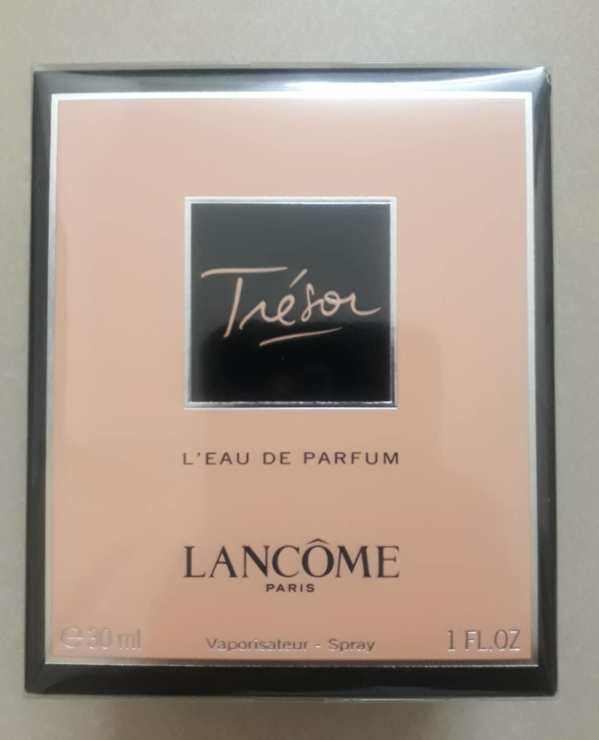 Trésor
L'EAU DE PARFUM
LANCÔME
PARIS
℮ 30 ml Vaporisateur - Spray 1 FL.OZ